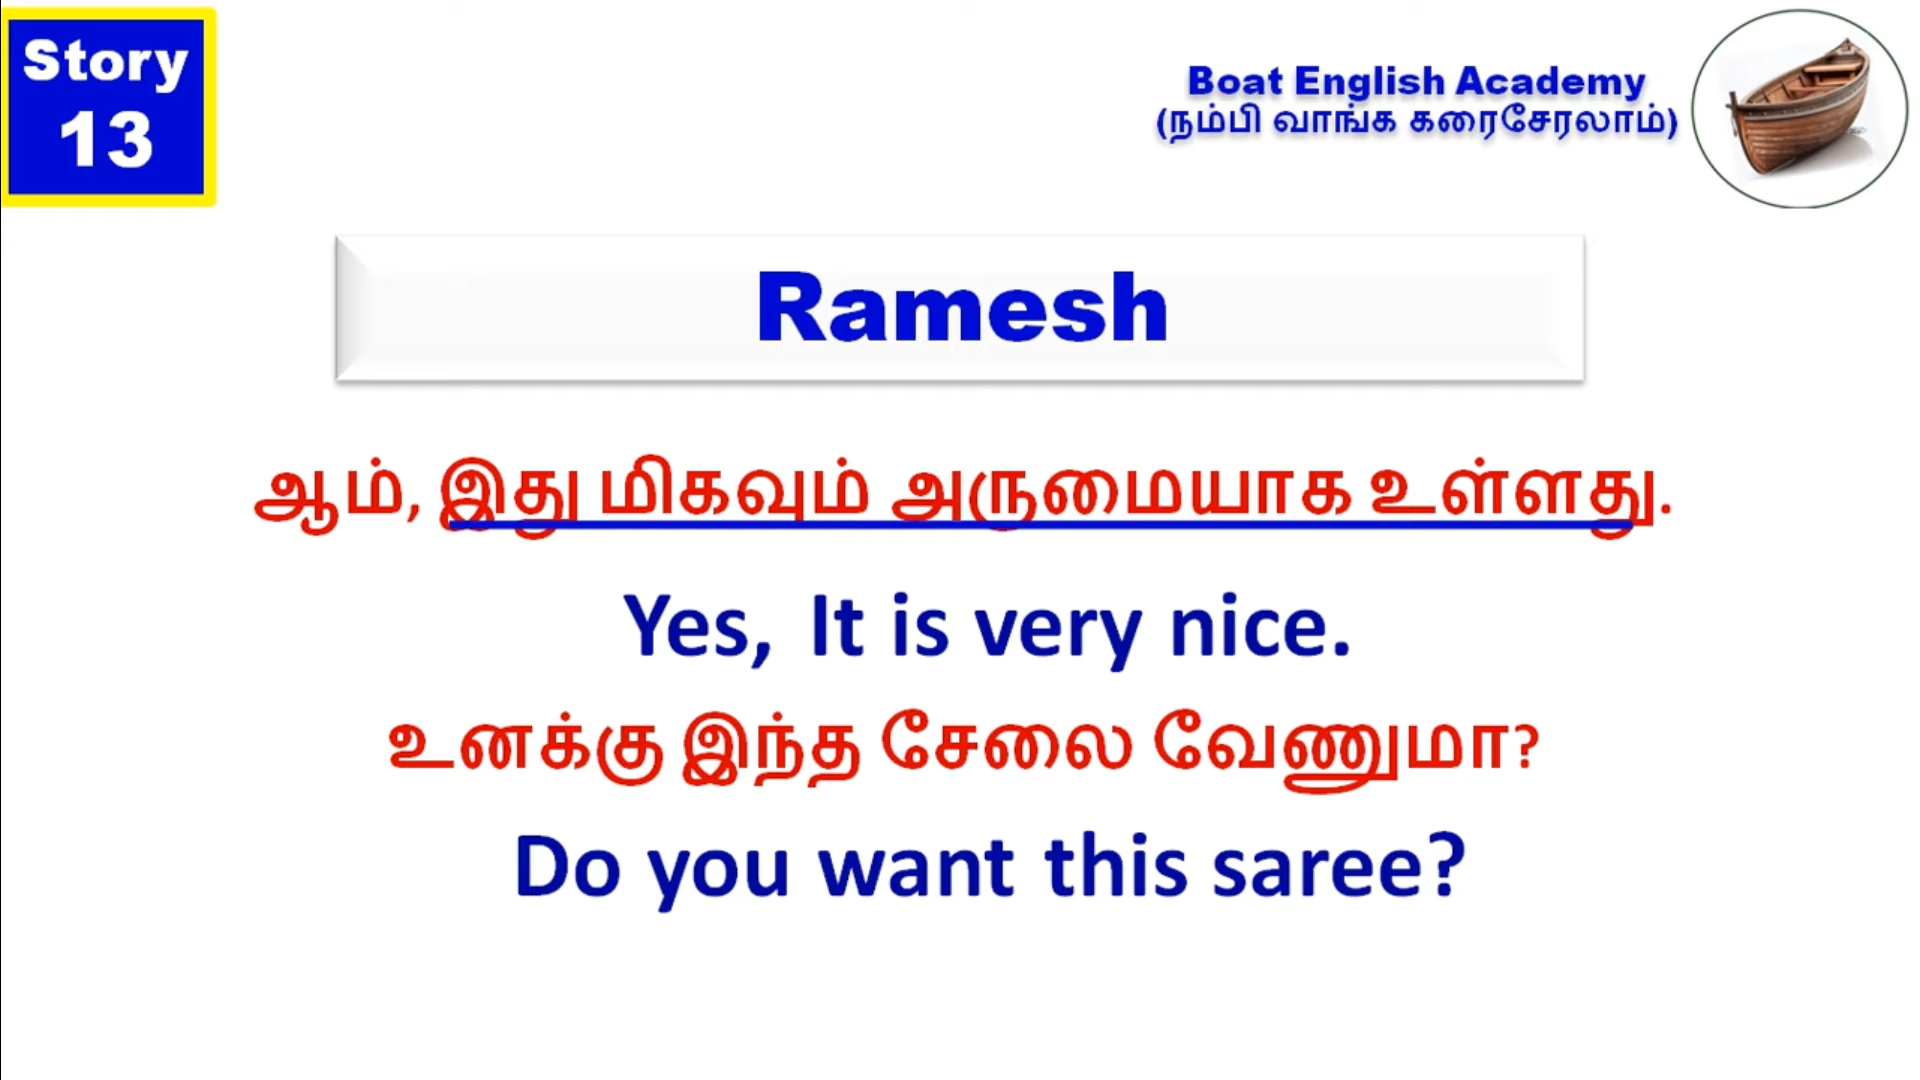 Story
13
Boat English Academy
(நம்பி வாங்க கரைசேரலாம்)
Ramesh
ஆம், இது மிகவும் அருமையாக உள்ளது.
Yes, It is very nice.
உனக்கு இந்த சேலை வேணுமா?
Do you want this saree?